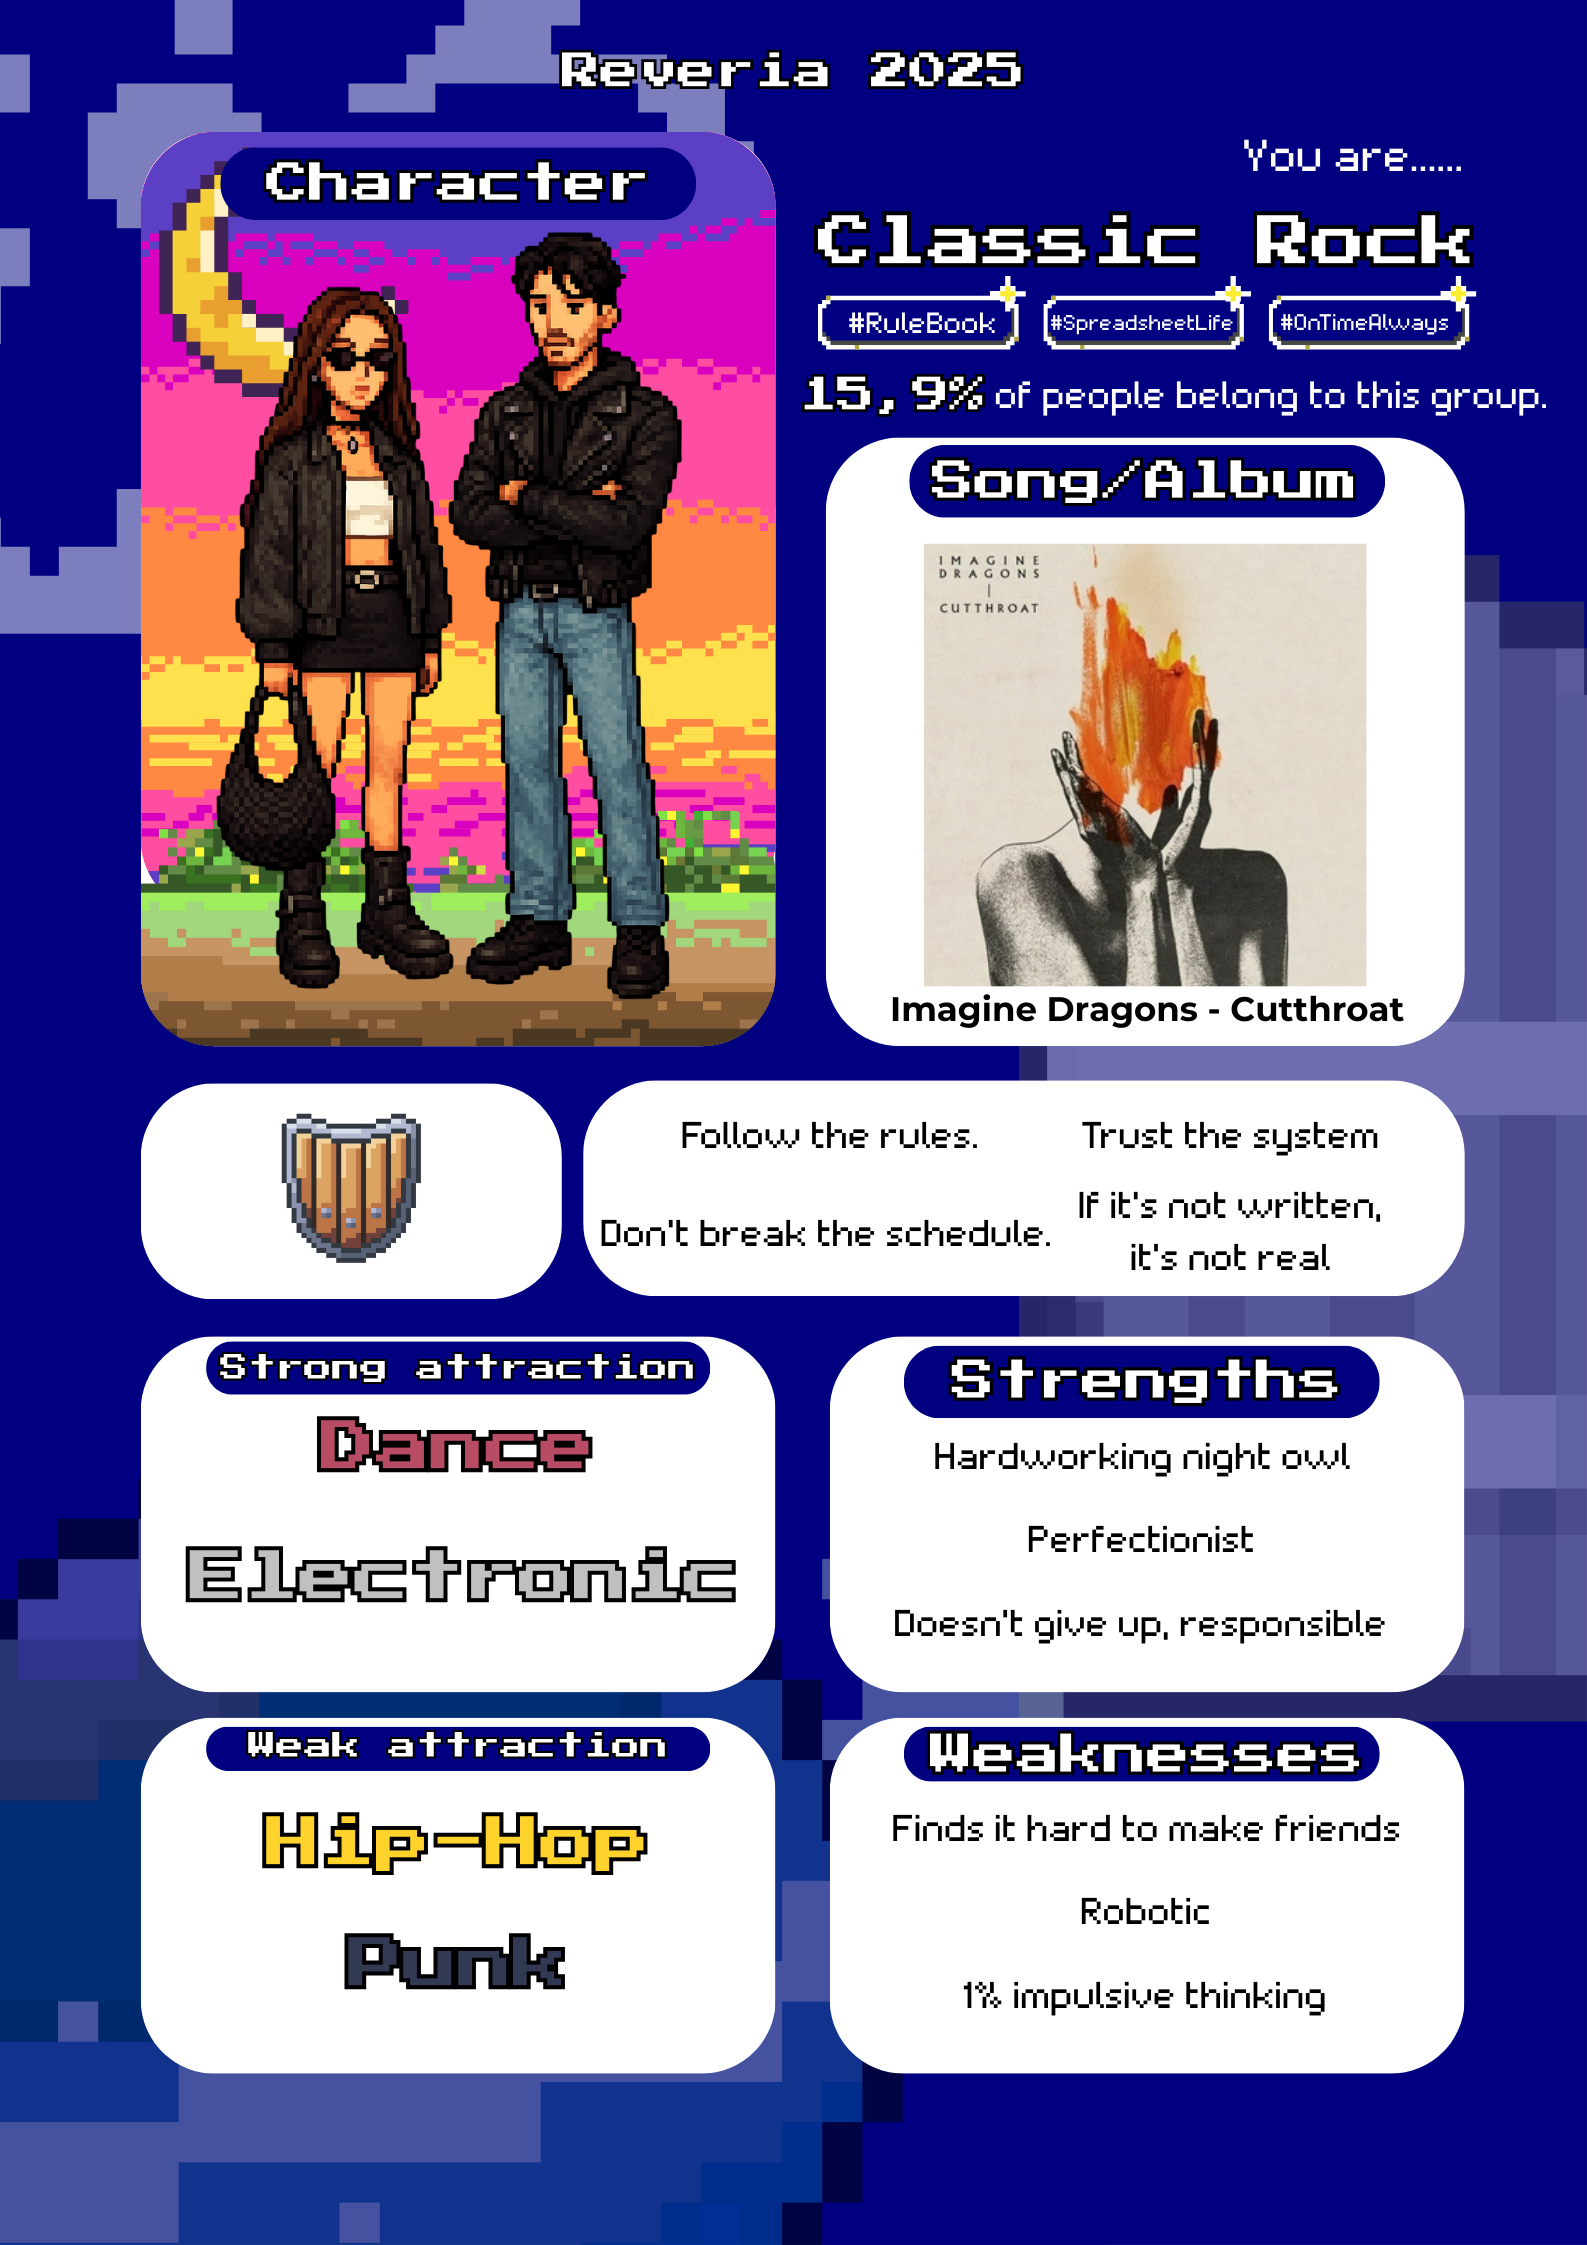 Reveria 2025
Character
You are......
Classic Rock
#RuleBook #SpreadsheetLife #OnTimeAlways
15,9% of people belong to this group.
Song/Album
IMAGINE
DRAGONS
|
CUTTHROAT
Imagine Dragons - Cutthroat
Follow the rules.
Trust the system
Don't break the schedule.
If it's not written,
it's not real
Strong attraction
Dance
Electronic
Strengths
Hardworking night owl
Perfectionist
Doesn't give up, responsible
Weak attraction
Hip-Hop
Punk
Weaknesses
Finds it hard to make friends
Robotic
1% impulsive thinking